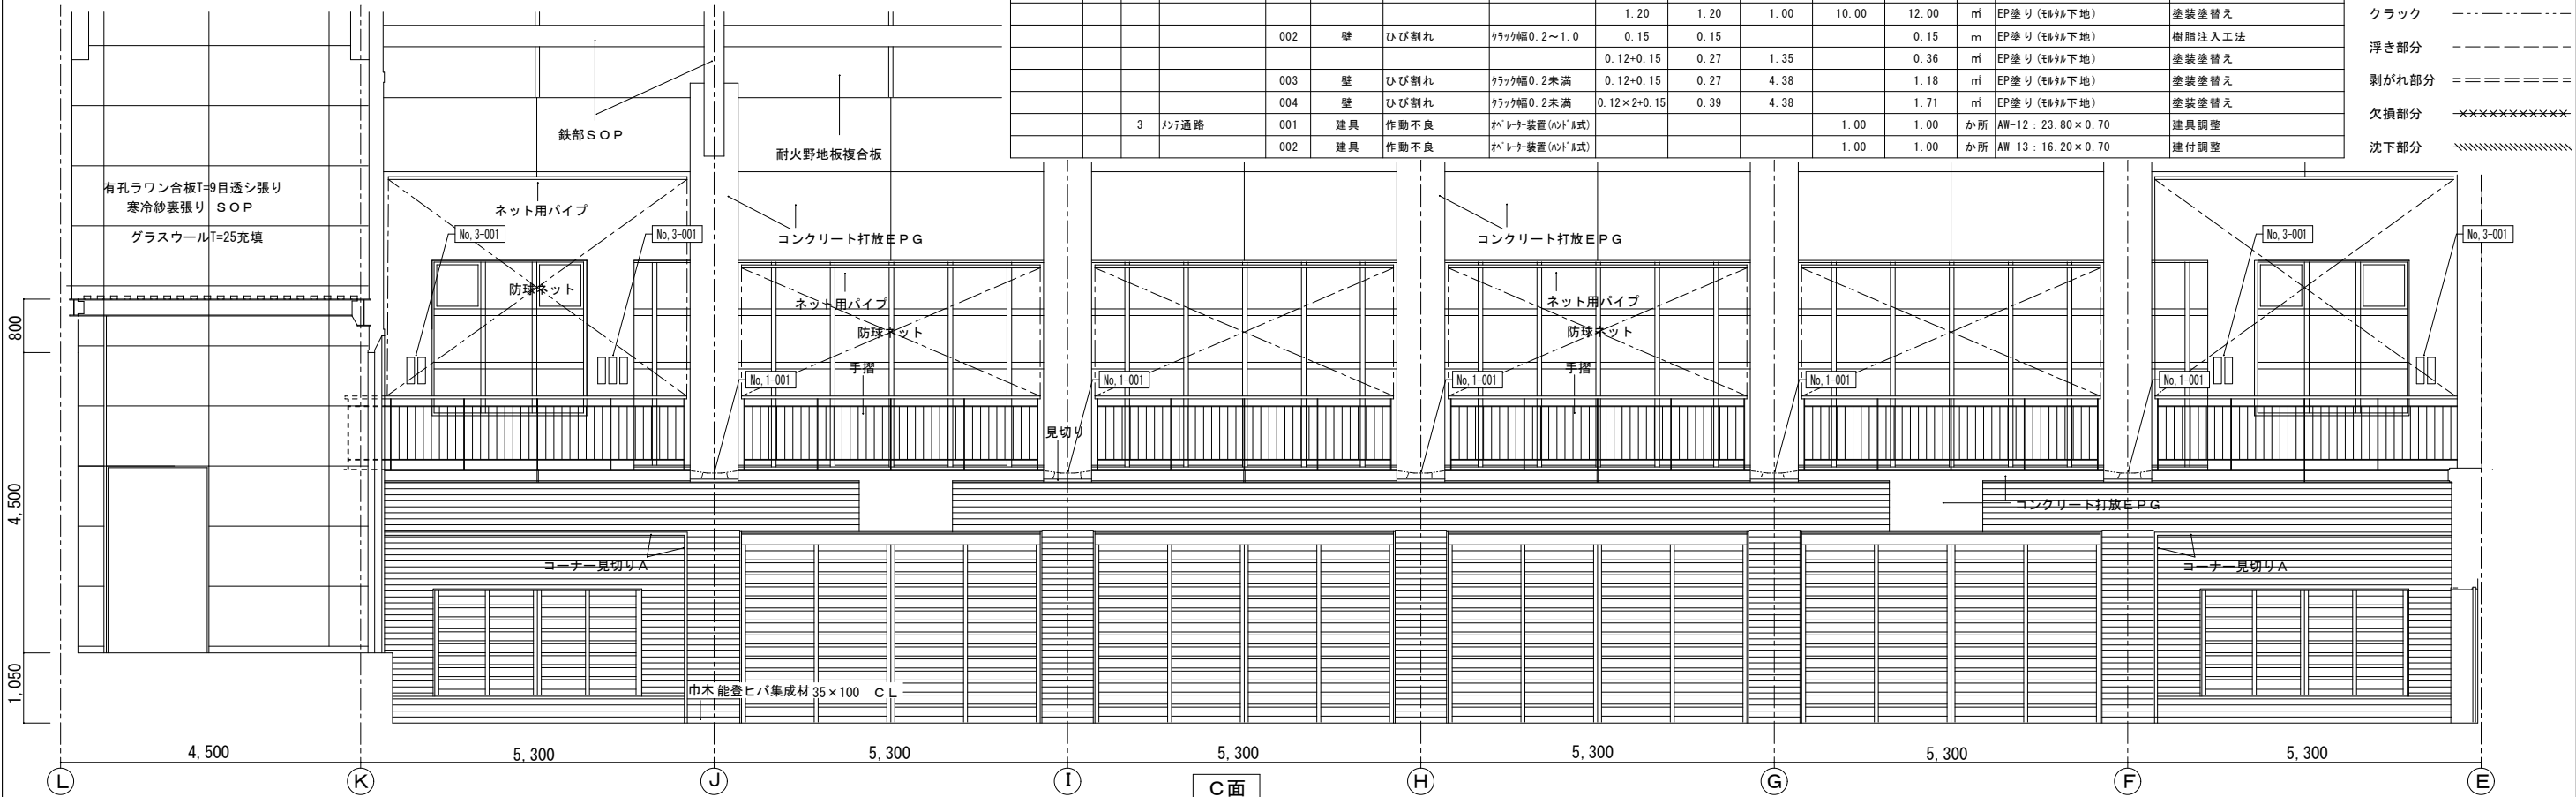 1.20 1.20 1.00 10.00 12.00 ㎡ EP塗り(ﾓﾙﾀﾙ下地) 塗装塗替え
002 壁 ひび割れ ｸﾗｯｸ幅0.2～1.0 0.15 0.15 0.15 m EP塗り(ﾓﾙﾀﾙ下地) 樹脂注入工法
0.12+0.15 0.27 1.35 0.36 ㎡ EP塗り(ﾓﾙﾀﾙ下地) 塗装塗替え
003 壁 ひび割れ ｸﾗｯｸ幅0.2未満 0.12+0.15 0.27 4.38 1.18 ㎡ EP塗り(ﾓﾙﾀﾙ下地) 塗装塗替え
004 壁 ひび割れ ｸﾗｯｸ幅0.2未満 0.12×2+0.15 0.39 4.38 1.71 ㎡ EP塗り(ﾓﾙﾀﾙ下地) 塗装塗替え
3 ﾒﾝﾃ通路 001 建具 作動不良 ｵﾍﾟﾚｰﾀｰ装置(ﾊﾝﾄﾞﾙ式) 1.00 1.00 か所 AW-12：23.80×0.70 建具調整
002 建具 作動不良 ｵﾍﾟﾚｰﾀｰ装置(ﾊﾝﾄﾞﾙ式) 1.00 1.00 か所 AW-13：16.20×0.70 建付調整
クラック
浮き部分
剥がれ部分
欠損部分
沈下部分
鉄部ＳＯＰ
耐火野地板複合板
有孔ラワン合板T=9目透シ張り
寒冷紗裏張り ＳＯＰ
グラスウールT=25充填
ネット用パイプ
No,3-001
No,3-001
コンクリート打放ＥＰＧ
コンクリート打放ＥＰＧ
No,3-001
No,3-001
防球ネット
ネット用パイプ
ネット用パイプ
防球ネット
防球ネット
手摺
手摺
No,1-001
No,1-001
No,1-001
No,1-001
No,1-001
見切り
コンクリート打放ＥＰＧ
コーナー見切りＡ
コーナー見切りＡ
巾木 能登ヒバ集成材 35×100 ＣＬ
800
4,500
1,050
4,500 5,300 5,300 5,300 5,300 5,300 5,300
L K J I H G F E
Ｃ面